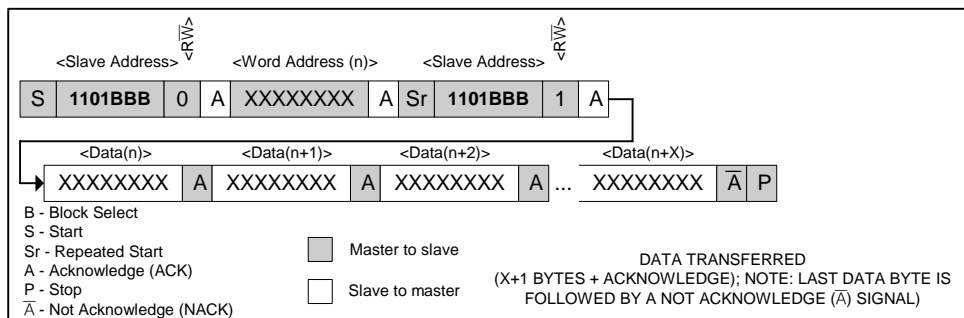 <RW̅>
<RW̅>
<Slave Address>
<Word Address (n)>
<Slave Address>
S 1101BBB 0 A XXXXXXXX A Sr 1101BBB 1 A
<Data(n)> <Data(n+1)> <Data(n+2)> <Data(n+X)>
XXXXXXXX A XXXXXXXX A XXXXXXXX A ... XXXXXXXX A̅ P
B - Block Select
S - Start
Sr - Repeated Start
A - Acknowledge (ACK)
P - Stop
A̅ - Not Acknowledge (NACK)
Master to slave
Slave to master
DATA TRANSFERRED
(X+1 BYTES + ACKNOWLEDGE); NOTE: LAST DATA BYTE IS
FOLLOWED BY A NOT ACKNOWLEDGE (A̅) SIGNAL)